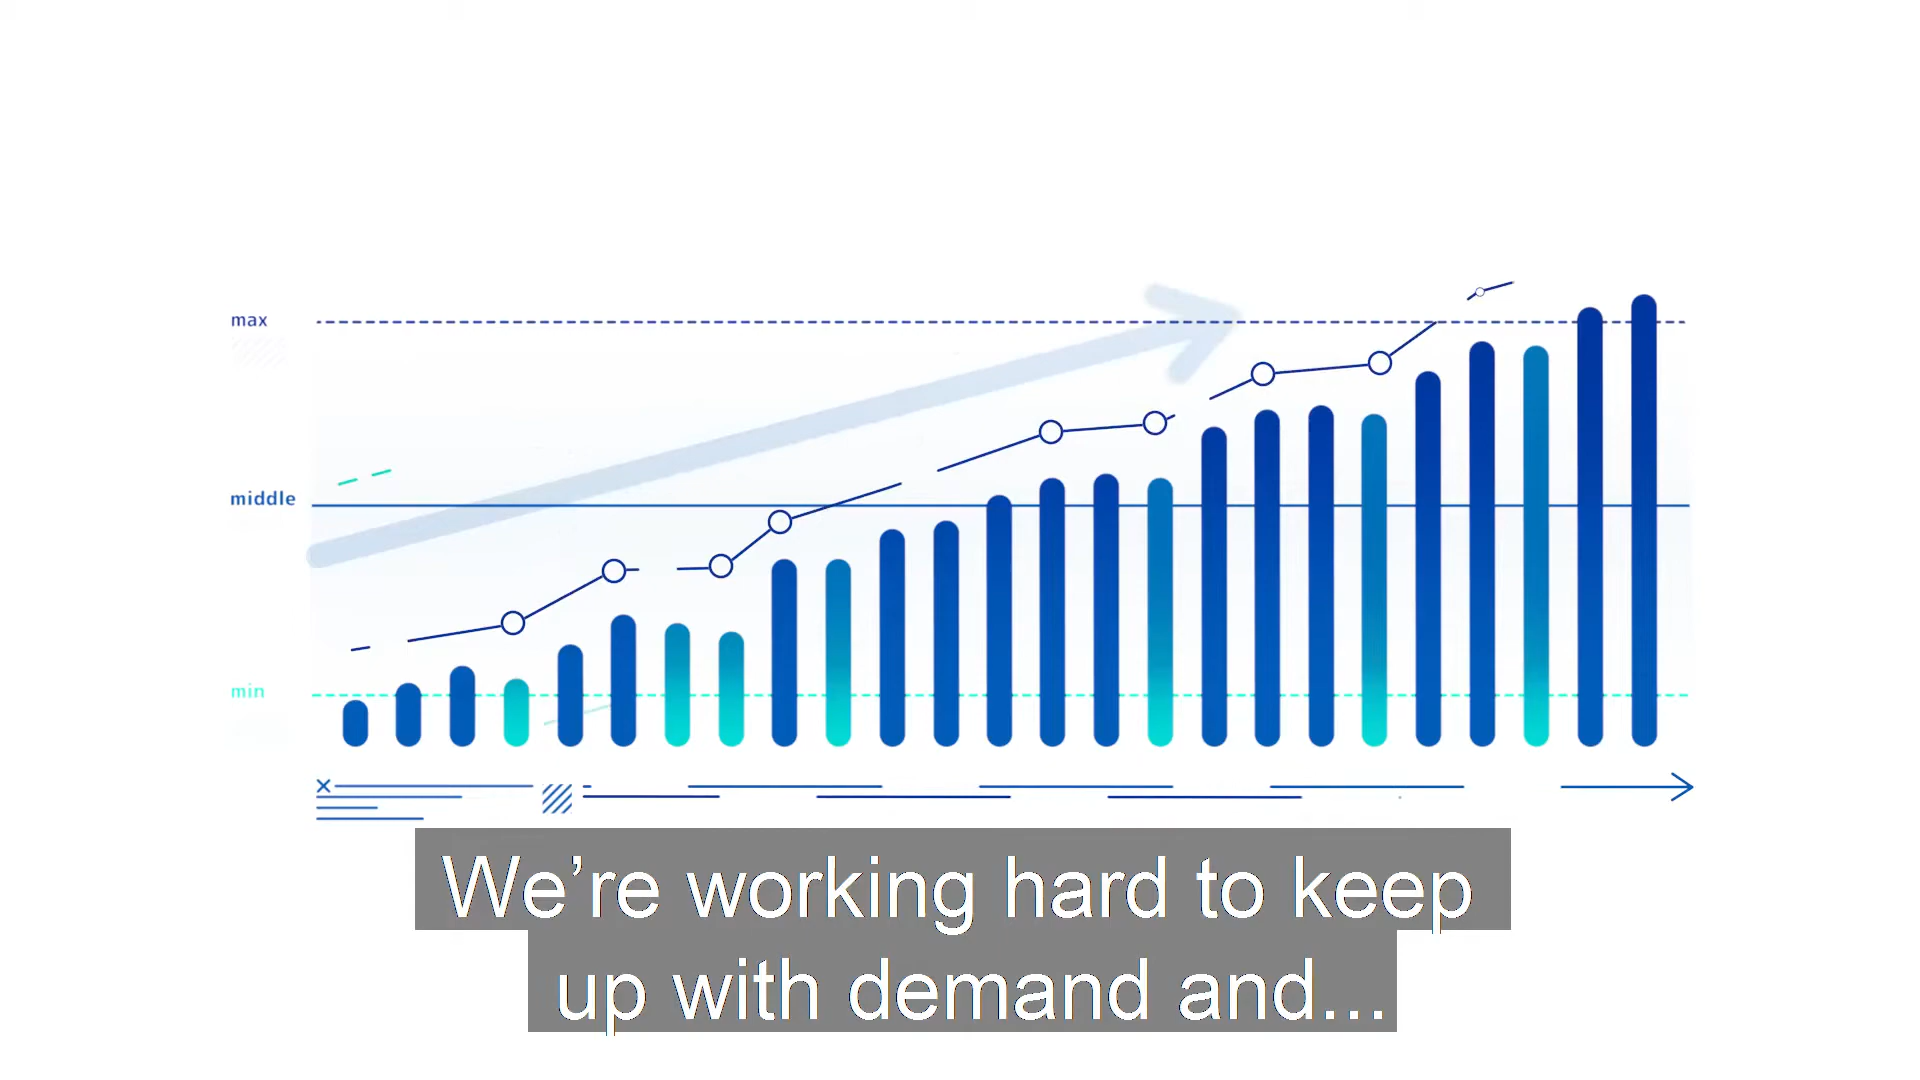 max
middle
min
We’re working hard to keep
up with demand and...